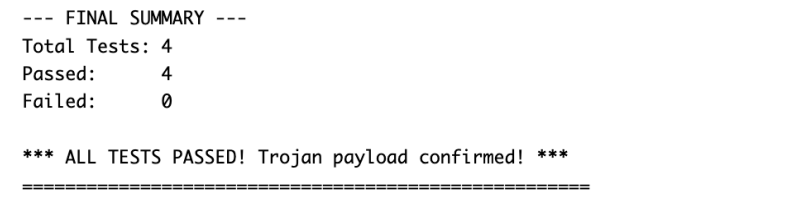 --- FINAL SUMMARY ---
Total Tests: 4
Passed:      4
Failed:      0
*** ALL TESTS PASSED! Trojan payload confirmed! ***
=====================================================